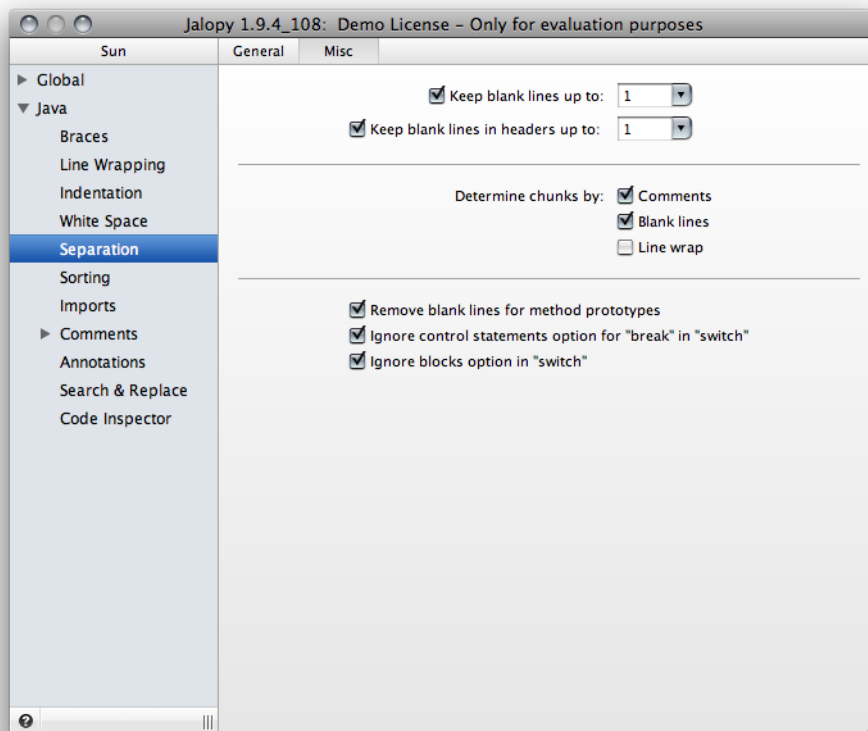 Jalopy 1.9.4_108: Demo License – Only for evaluation purposes
Sun
General
Misc
Global
Java
Braces
Line Wrapping
Indentation
White Space
Separation
Sorting
Imports
Comments
Annotations
Search & Replace
Code Inspector
Keep blank lines up to: 1
Keep blank lines in headers up to: 1
Determine chunks by: Comments
Blank lines
Line wrap
Remove blank lines for method prototypes
Ignore control statements option for "break" in "switch"
Ignore blocks option in "switch"
?